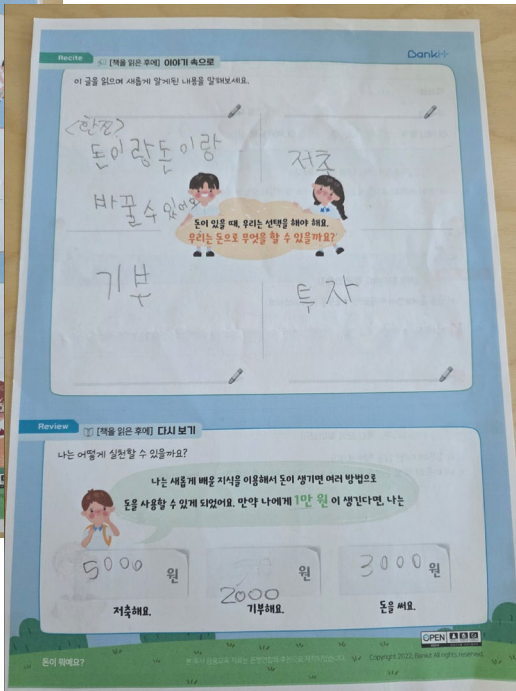 Recite
[책을 읽은 후에] 이야기 속으로
BankH
이 글을 읽으며 새롭게 알게된 내용을 말해보세요.
<환전>
돈이랑 돈이랑
바꿀 수 있어요
저축
돈이 있을 때, 우리는 선택을 해야 해요.
우리는 돈으로 무엇을 할 수 있을까요?
기부
투자
Review
[책을 읽은 후에] 다시 보기
나는 어떻게 실천할 수 있을까요?
나는 새롭게 배운 지식을 이용해서 돈이 생기면 여러 방법으로
돈을 사용할 수 있게 되었어요. 만약 나에게 1만 원 이 생긴다면, 나는
5000 원
2000 원
3000 원
저축해요.
기부해요.
돈을 써요.
OPEN
돈이 뭐예요?
Copyright 2022. BankH All rights reserved.